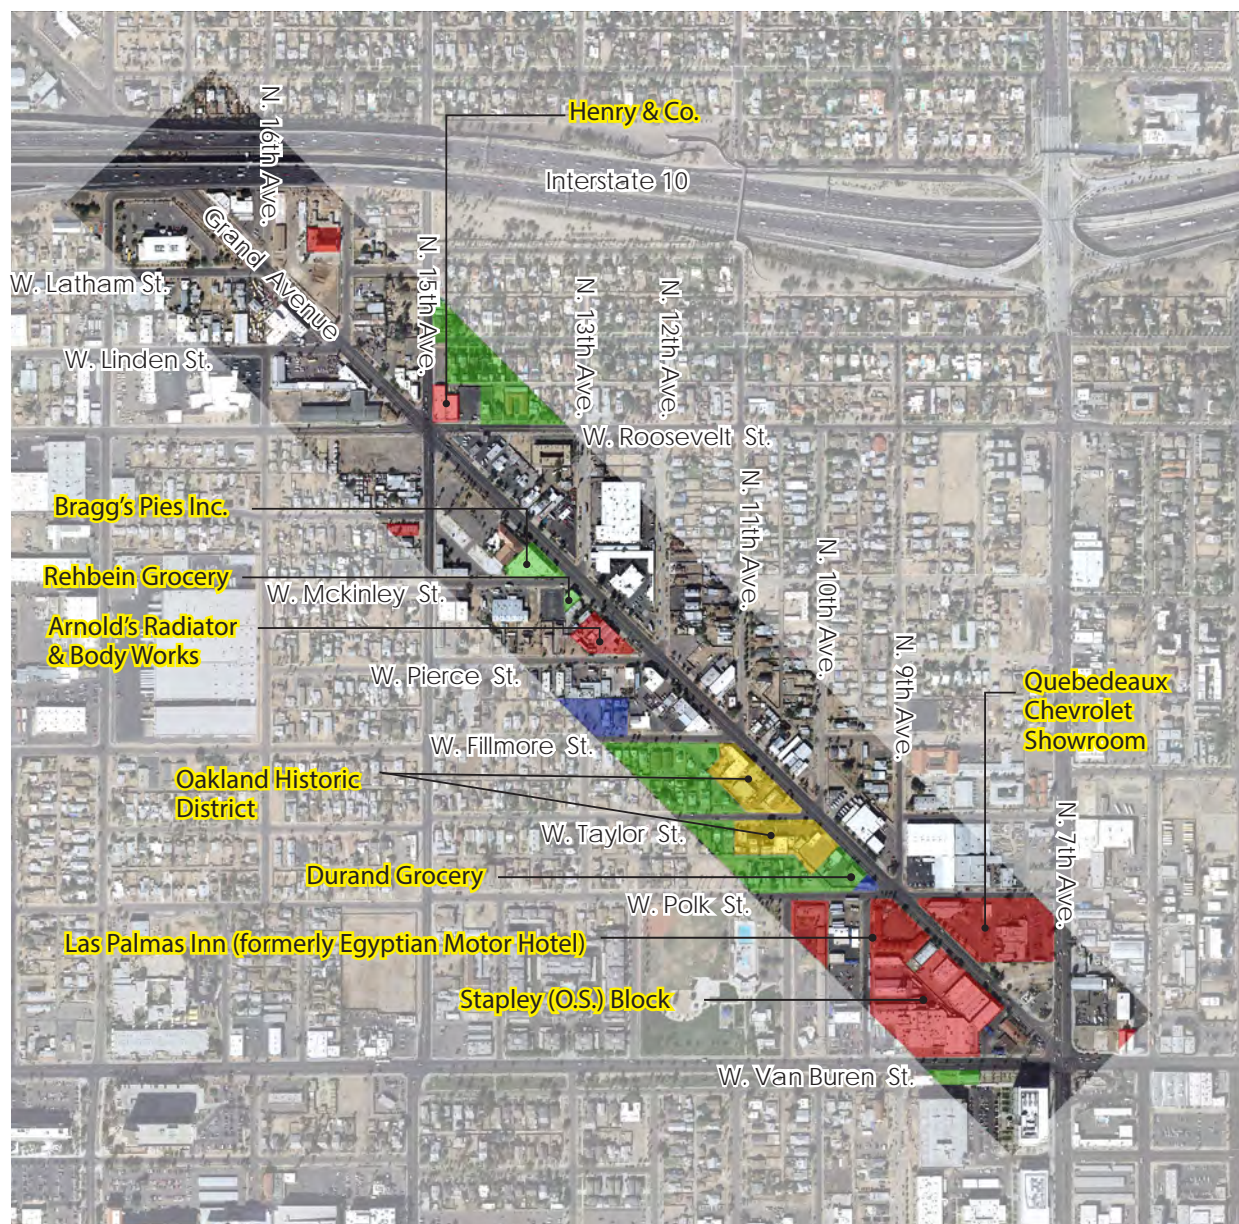 N. 16th Ave.
Henry & Co.
Interstate 10
Grand Avenue
N. 15th Ave.
W. Latham St.
N. 13th Ave.
N. 12th Ave.
W. Linden St.
W. Roosevelt St.
Bragg's Pies Inc.
N. 11th Ave.
N. 10th Ave.
Rehbein Grocery
W. Mckinley St.
Arnold's Radiator
& Body Works
N. 9th Ave.
W. Pierce St.
Quebedeaux
Chevrolet
Showroom
W. Fillmore St.
Oakland Historic
District
N. 7th Ave.
W. Taylor St.
Durand Grocery
W. Polk St.
Las Palmas Inn (formerly Egyptian Motor Hotel)
Stapley (O.S.) Block
W. Van Buren St.